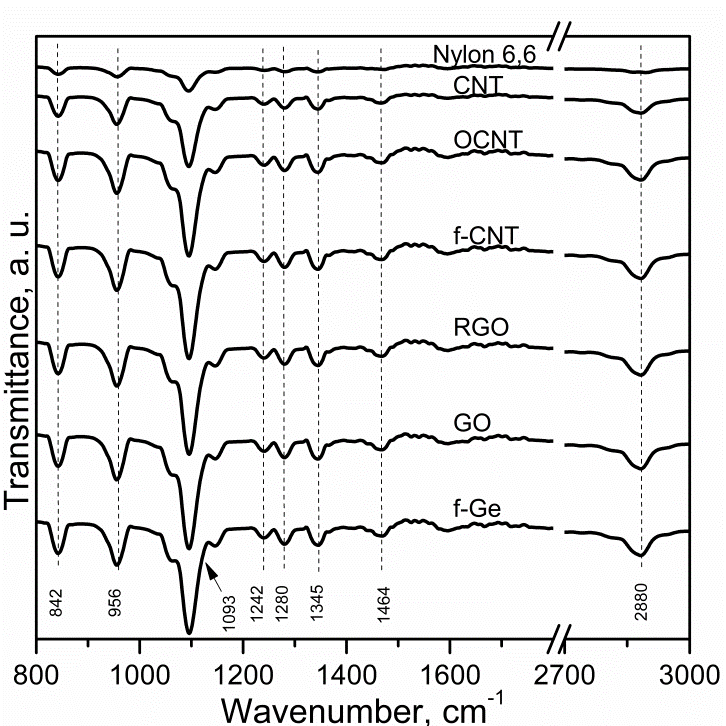 Nylon 6,6
CNT
OCNT
f-CNT
RGO
GO
f-Ge
Transmittance, a. u.
842
956
1093
1242
1280
1345
1464
2880
800 1000 1200 1400 1600 2700 3000
Wavenumber, cm⁻¹